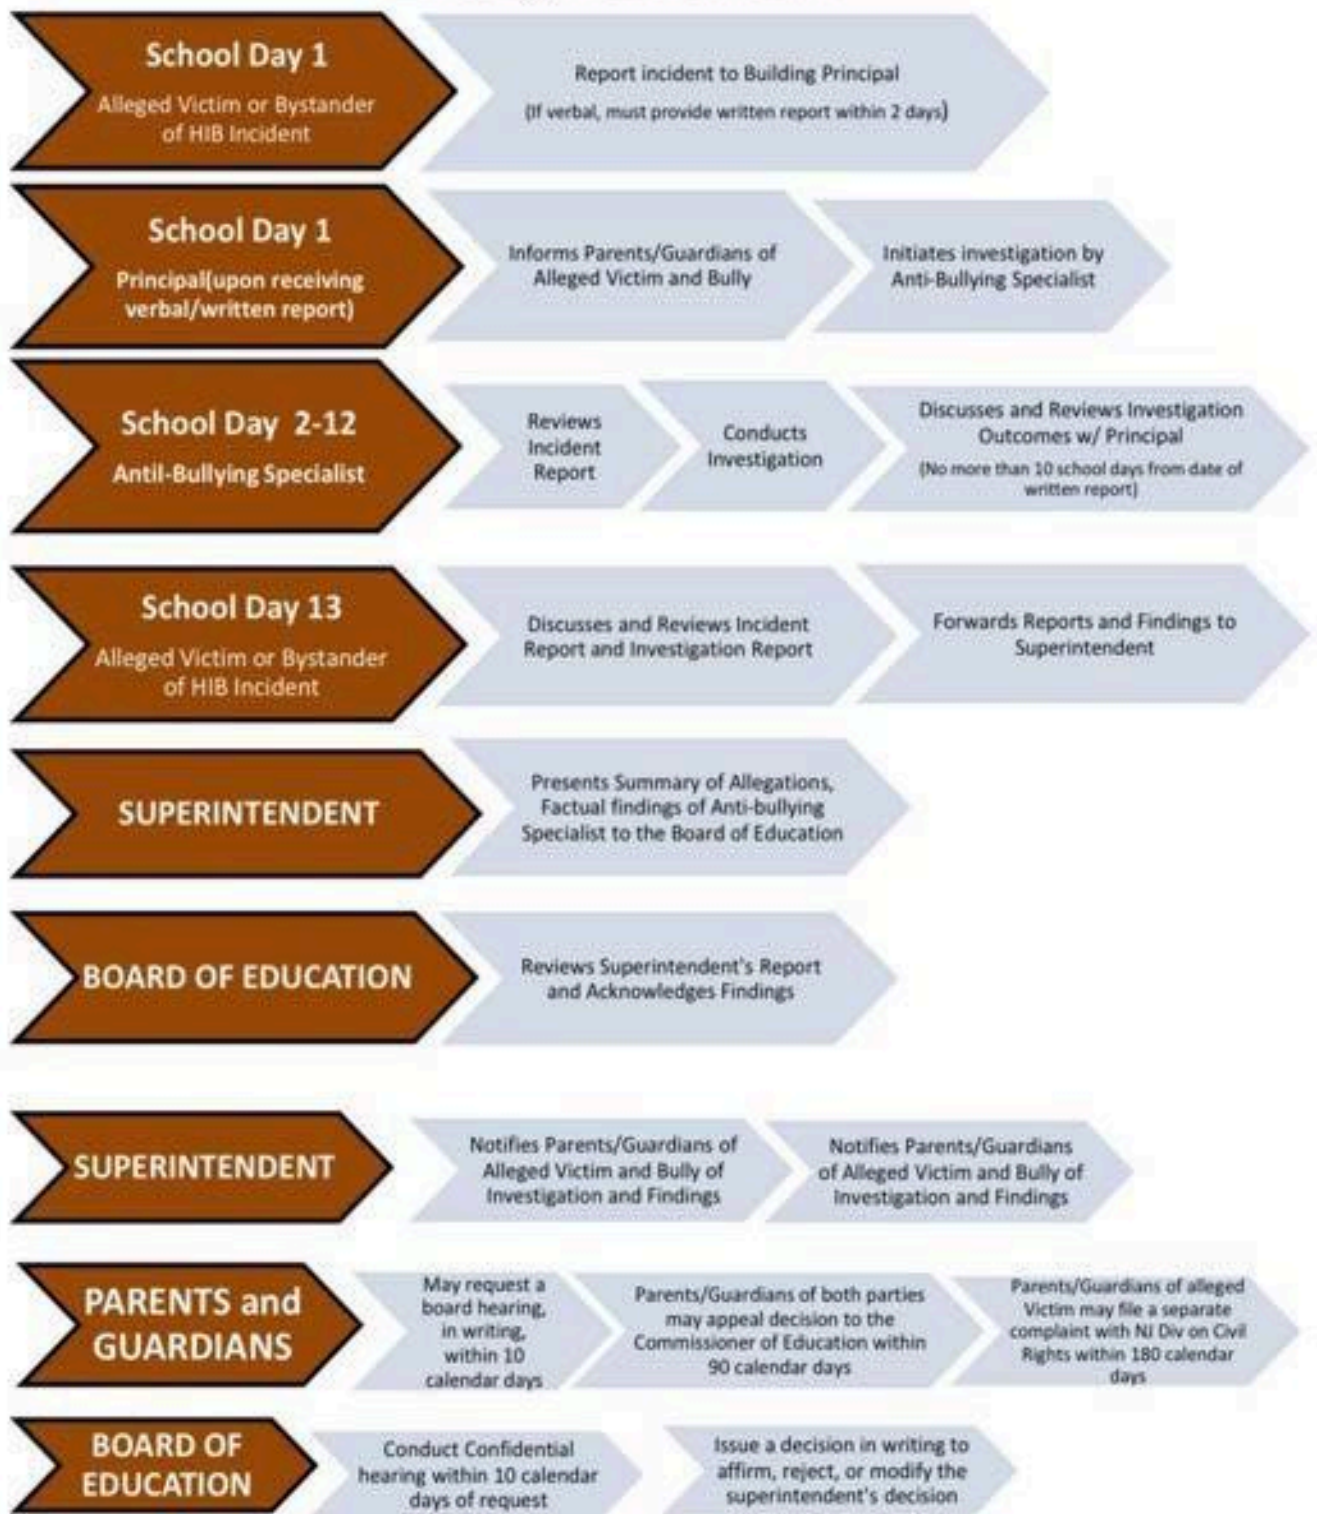 School Day 1
Alleged Victim or Bystander
of HIB Incident
Report incident to Building Principal
(If verbal, must provide written report within 2 days)
School Day 1
Principal(upon receiving
verbal/written report)
Informs Parents/Guardians of
Alleged Victim and Bully
Initiates investigation by
Anti-Bullying Specialist
School Day 2-12
Antil-Bullying Specialist
Reviews
Incident
Report
Conducts
Investigation
Discusses and Reviews Investigation
Outcomes w/ Principal
(No more than 10 school days from date of
written report)
School Day 13
Alleged Victim or Bystander
of HIB Incident
Discusses and Reviews Incident
Report and Investigation Report
Forwards Reports and Findings to
Superintendent
SUPERINTENDENT
Presents Summary of Allegations,
Factual findings of Anti-bullying
Specialist to the Board of Education
BOARD OF EDUCATION
Reviews Superintendent's Report
and Acknowledges Findings
SUPERINTENDENT
Notifies Parents/Guardians of
Alleged Victim and Bully of
Investigation and Findings
Notifies Parents/Guardians
of Alleged Victim and Bully of
Investigation and Findings
PARENTS and
GUARDIANS
May request a
board hearing,
in writing,
within 10
calendar days
Parents/Guardians of both parties
may appeal decision to the
Commissioner of Education within
90 calendar days
Parents/Guardians of alleged
Victim may file a separate
complaint with NJ Div on Civil
Rights within 180 calendar
days
BOARD OF
EDUCATION
Conduct Confidential
hearing within 10 calendar
days of request
Issue a decision in writing to
affirm, reject, or modify the
superintendent's decision